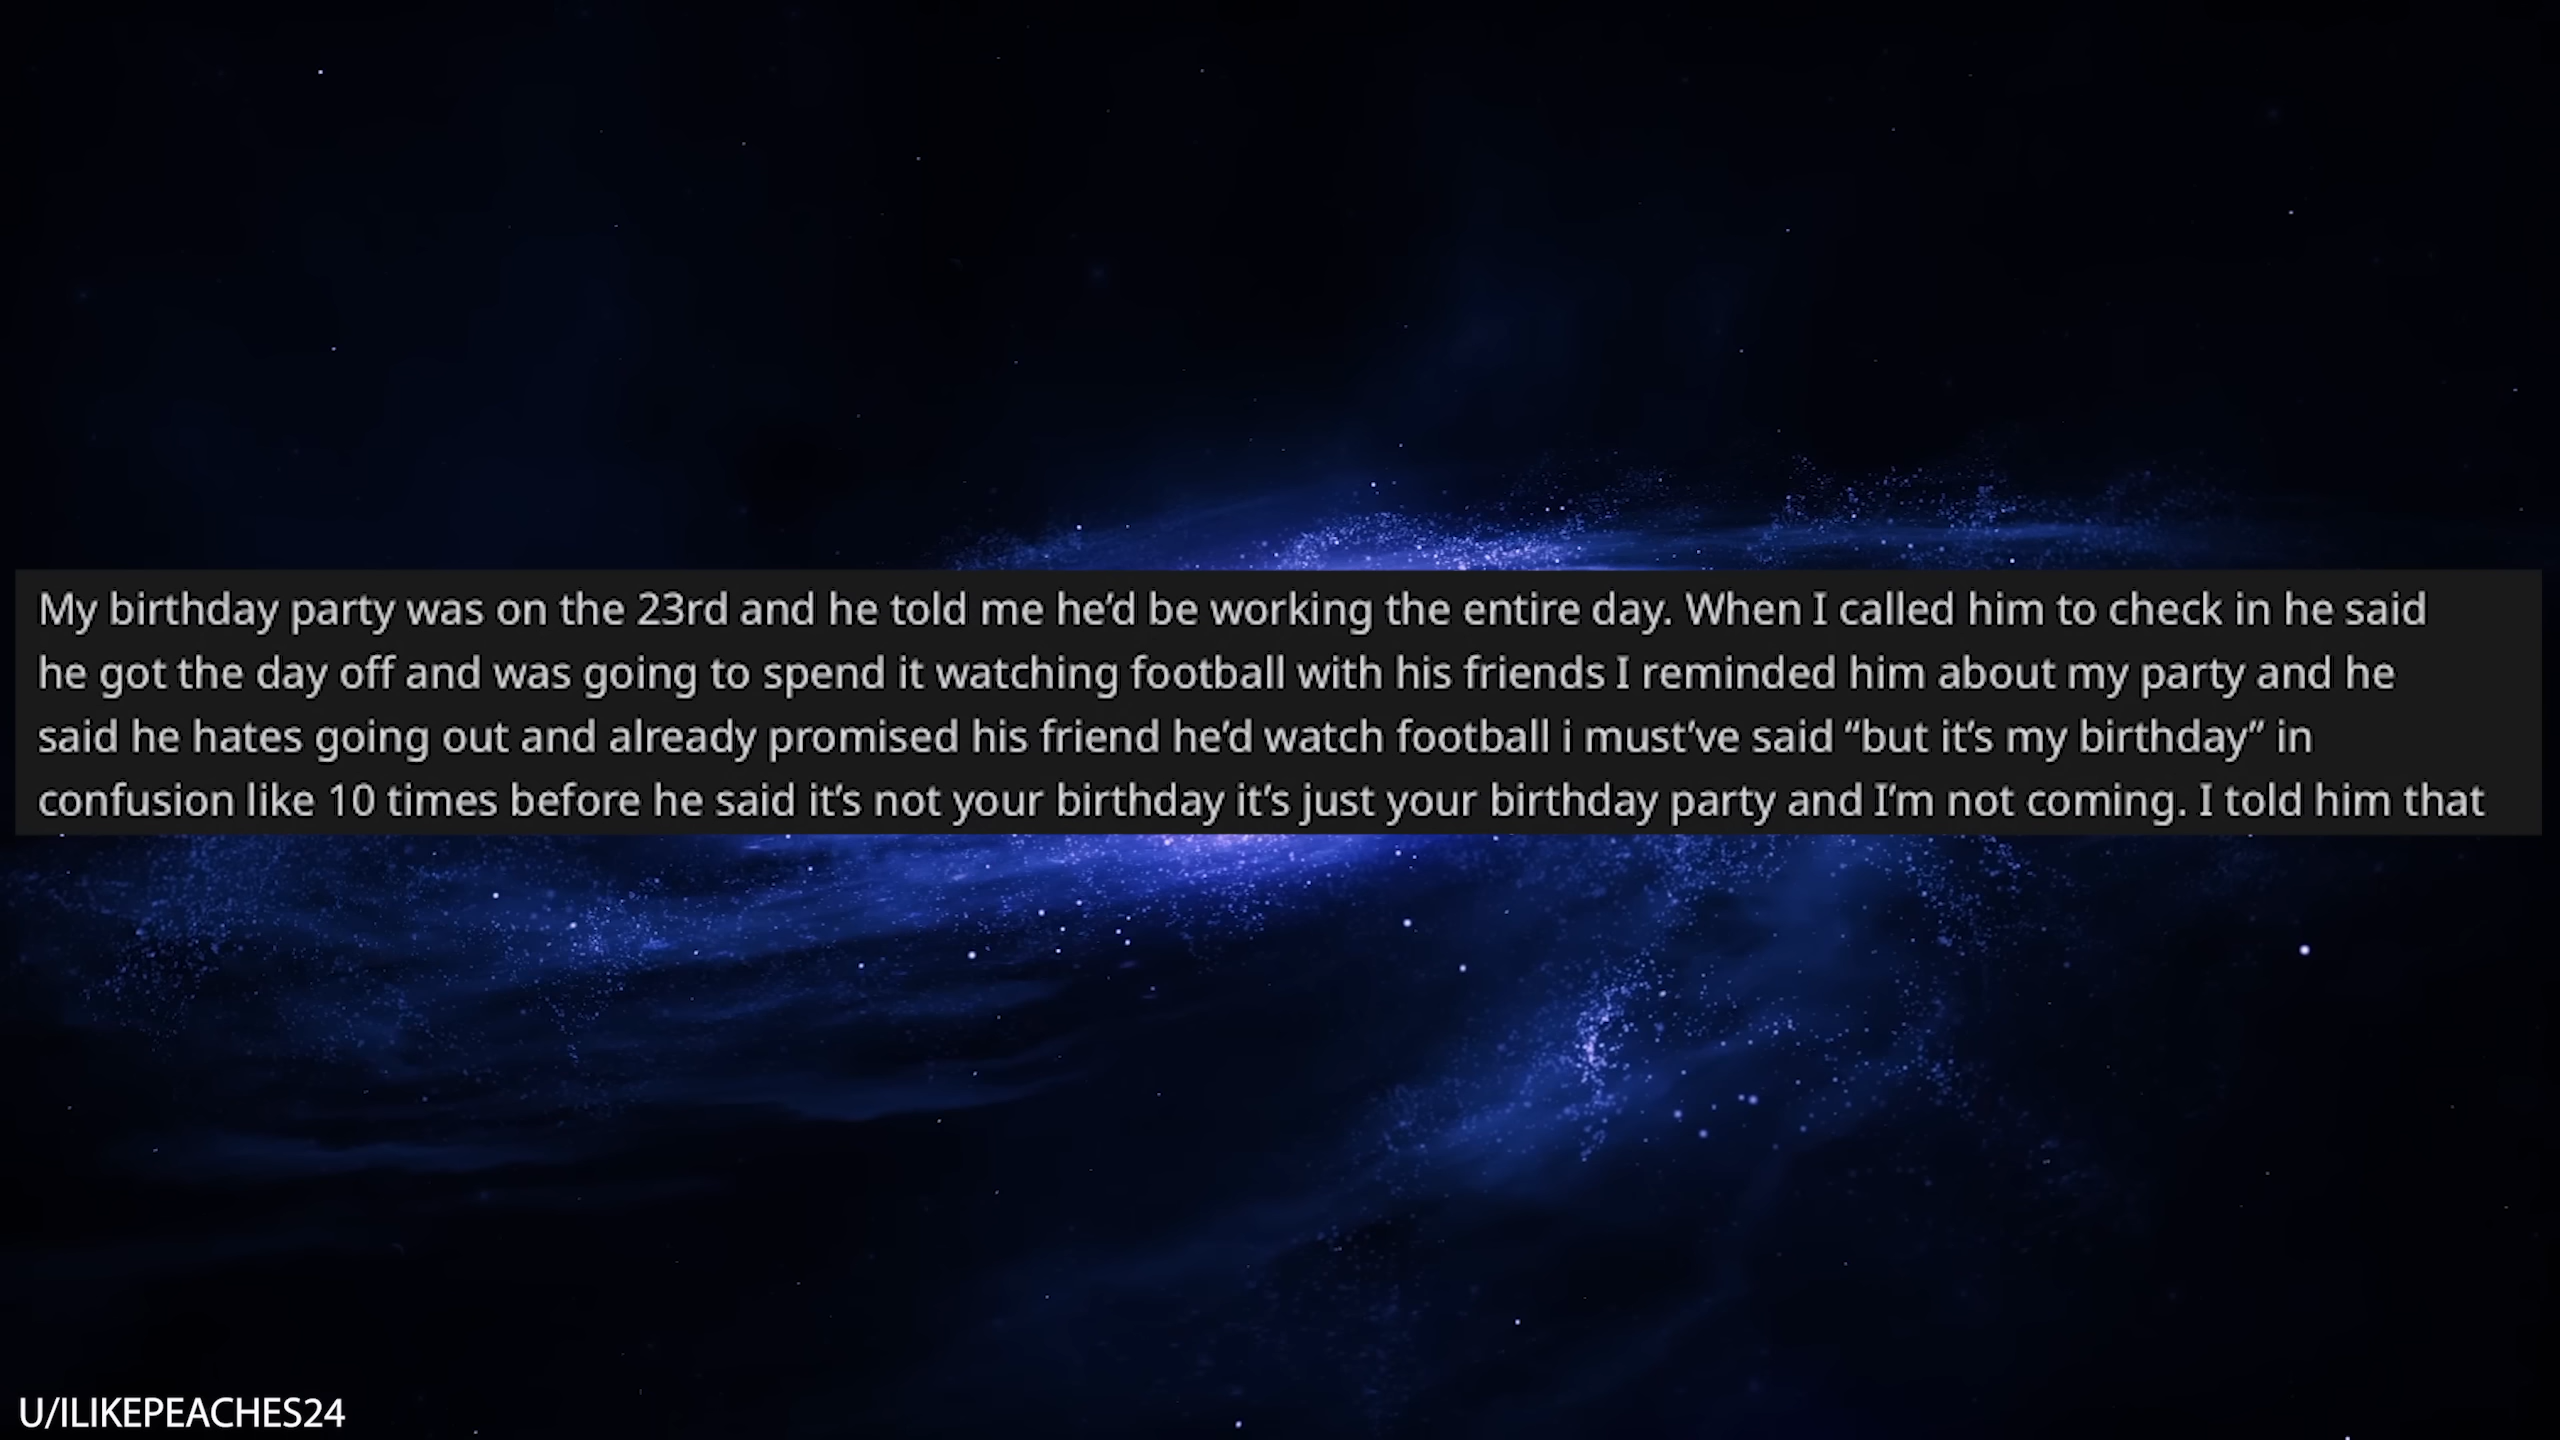 My birthday party was on the 23rd and he told me he’d be working the entire day. When I called him to check in he said
he got the day off and was going to spend it watching football with his friends I reminded him about my party and he
said he hates going out and already promised his friend he’d watch football i must’ve said “but it’s my birthday” in
confusion like 10 times before he said it’s not your birthday it’s just your birthday party and I’m not coming. I told him that
U/ILIKEPEACHES24